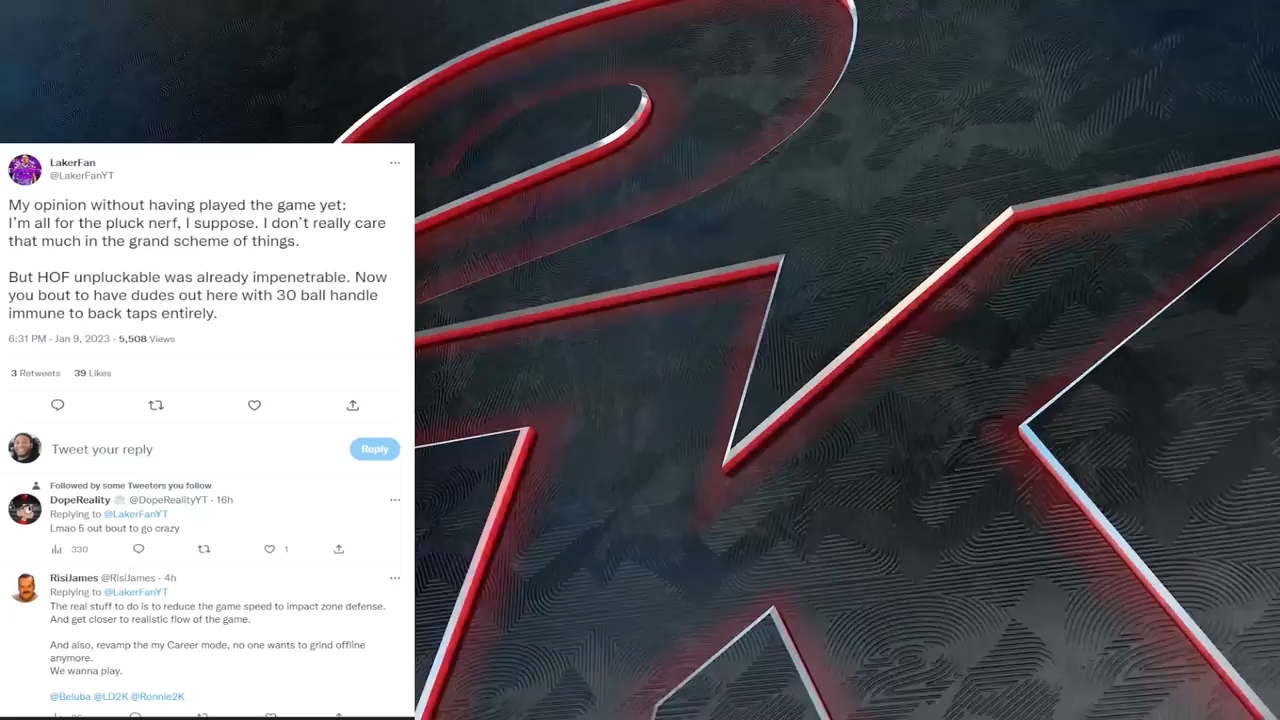 LakerFan
@LakerFanYT
My opinion without having played the game yet:
I'm all for the pluck nerf, I suppose. I don't really care
that much in the grand scheme of things.
But HOF unpluckable was already impenetrable. Now
you bout to have dudes out here with 30 ball handle
immune to back taps entirely.
6:31 PM · Jan 9, 2023 · 5,508 Views
3 Retweets 39 Likes
Tweet your reply
Reply
Followed by some Tweeters you follow
DopeReality @DopeRealityYT · 16h
Replying to @LakerFanYT
Lmao 5 out bout to go crazy
330 1
RisiJames @RisiJames · 4h
Replying to @LakerFanYT
The real stuff to do is to reduce the game speed to impact zone defense.
And get closer to realistic flow of the game.
And also, revamp the my Career mode, no one wants to grind offline
anymore.
We wanna play.
@Beluba @LD2K @Ronnie2K
2K